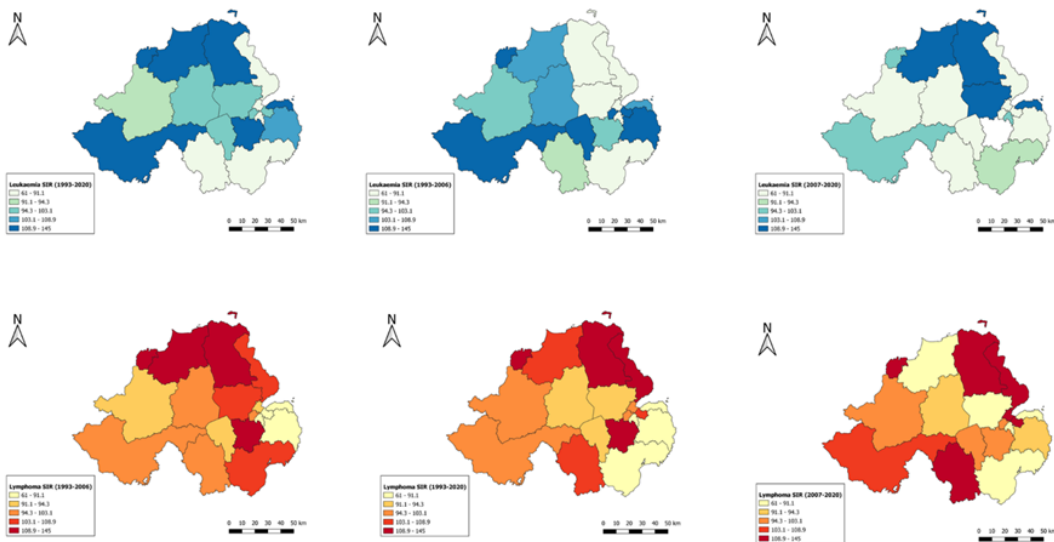 N
Leukaemia SIR (1993-2020)
61 - 91.1
91.1 - 94.3
94.3 - 103.1
103.1 - 108.9
108.9 - 145
0 10 20 30 40 50 km
N
Leukaemia SIR (1993-2006)
61 - 91.1
91.1 - 94.3
94.3 - 103.1
103.1 - 108.9
108.9 - 145
0 10 20 30 40 50 km
N
Leukaemia SIR (2007-2020)
61 - 91.1
91.1 - 94.3
94.3 - 103.1
103.1 - 108.9
108.9 - 145
0 10 20 30 40 50 km
N
Lymphoma SIR (1993-2006)
61 - 91.1
91.1 - 94.3
94.3 - 103.1
103.1 - 108.9
108.9 - 145
0 10 20 30 40 50 km
N
Lymphoma SIR (1993-2020)
61 - 91.1
91.1 - 94.3
94.3 - 103.1
103.1 - 108.9
108.9 - 145
0 10 20 30 40 50 km
N
Lymphoma SIR (2007-2020)
61 - 91.1
91.1 - 94.3
94.3 - 103.1
103.1 - 108.9
108.9 - 145
0 10 20 30 40 50 km